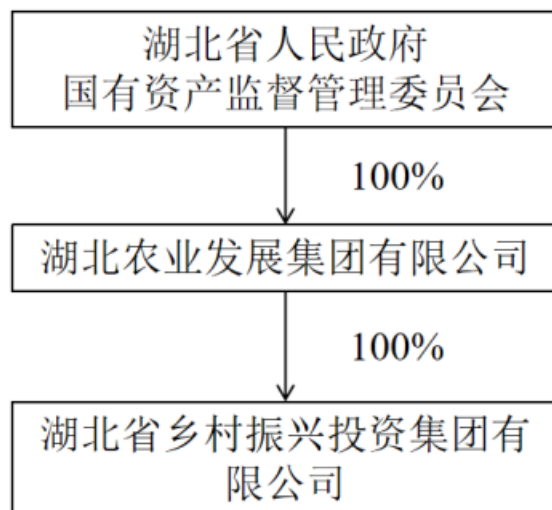 湖北省人民政府
国有资产监督管理委员会
100%
湖北农业发展集团有限公司
100%
湖北省乡村振兴投资集团有
限公司